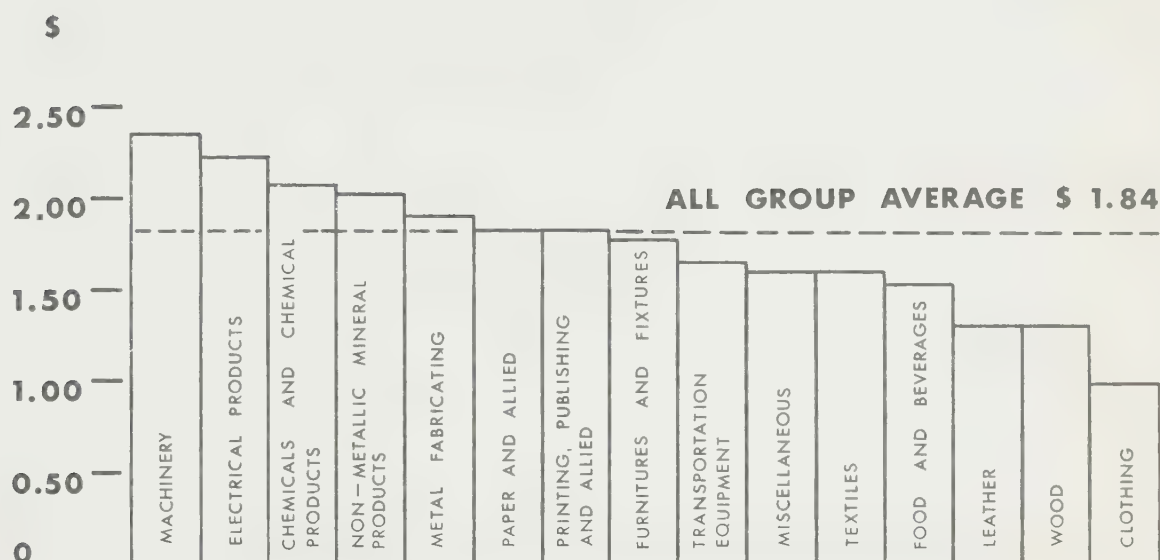 $
2.50
2.00
1.50
1.00
0.50
0
ALL GROUP AVERAGE $ 1.84
MACHINERY
ELECTRICAL PRODUCTS
CHEMICALS AND CHEMICAL
PRODUCTS
NON-METALLIC MINERAL
PRODUCTS
METAL FABRICATING
PAPER AND ALLIED
PRINTING, PUBLISHING
AND ALLIED
FURNITURES AND FIXTURES
TRANSPORTATION
EQUIPMENT
MISCELLANEOUS
TEXTILES
FOOD AND BEVERAGES
LEATHER
WOOD
CLOTHING